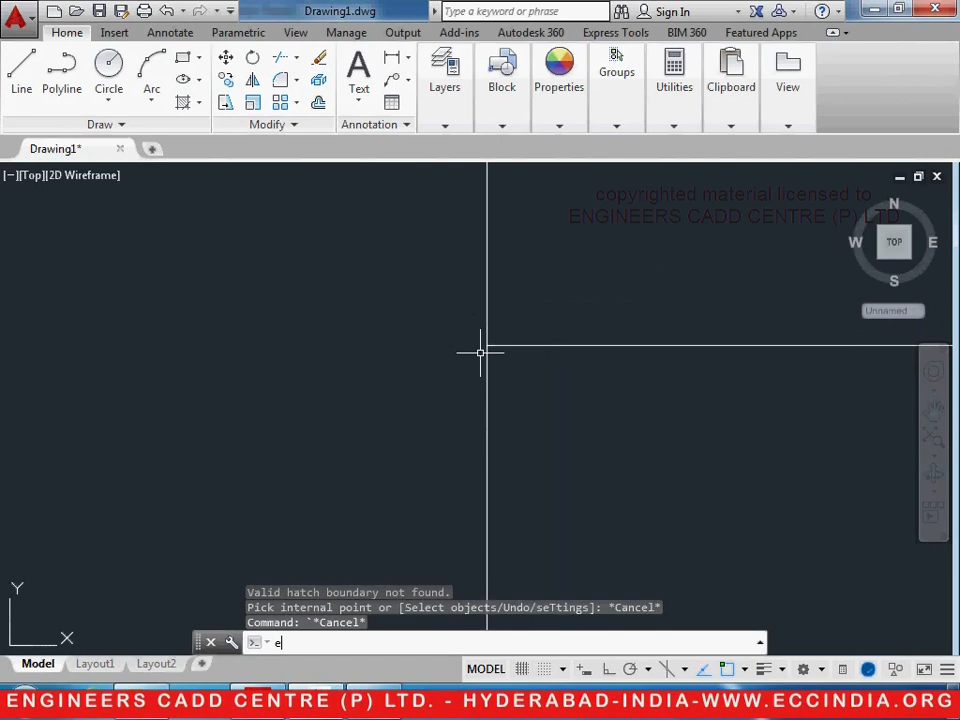 Drawing1.dwg
Type a keyword or phrase
Sign In
Home
Insert
Annotate
Parametric
View
Manage
Output
Add-ins
Autodesk 360
Express Tools
BIM 360
Featured Apps
Line
Polyline
Circle
Arc
Text
Layers
Block
Properties
Groups
Utilities
Clipboard
View
Draw
Modify
Annotation
Drawing1*
[−][Top][2D Wireframe]
copyrighted material licensed to
ENGINEERS CADD CENTRE (P) LTD
N
W
TOP
E
S
Unnamed
Y
X
Valid hatch boundary not found.
Pick internal point or [Select objects/Undo/seTtings]: *Cancel*
Command: `*Cancel*
e
Model
Layout1
Layout2
MODEL
ENGINEERS CADD CENTRE (P) LTD. - HYDERABAD-INDIA-WWW.ECCINDIA.ORG